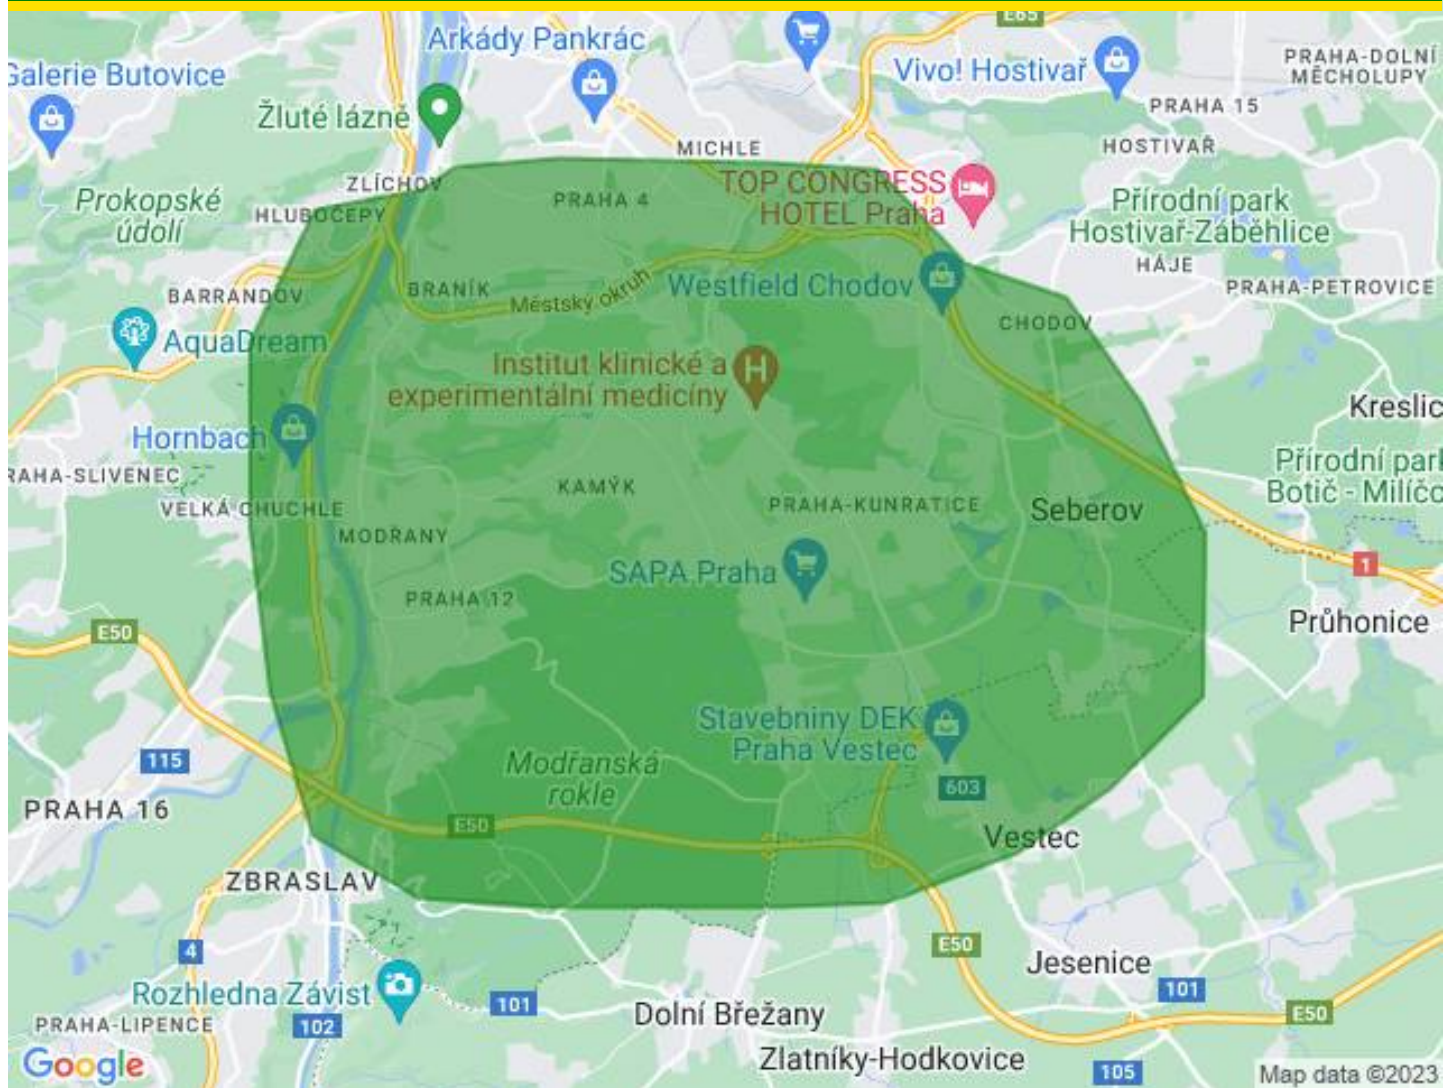 E65
Arkády Pankrác
Galerie Butovice
Vivo! Hostivař
PRAHA-DOLNÍ
MĚCHOLUPY
Žluté lázně
PRAHA 15
MICHLE
HOSTIVAŘ
ZLÍCHOV
TOP CONGRESS
HOTEL Praha
Prokopské
údolí
HLUBOČEPY
PRAHA 4
Přírodní park
Hostivař-Záběhlice
HÁJE
BARRANDOV
BRANÍK
Městský okruh
Westfield Chodov
PRAHA-PETROVICE
AquaDream
CHODOV
Institut klinické a
experimentální medicíny
Kreslic
Hornbach
Přírodní park
Botič - Milíčo
RAHA-SLIVENEC
KAMÝK
VELKÁ CHUCHLE
PRAHA-KUNRATICE
Šeberov
MODŘANY
SAPA Praha
1
PRAHA 12
Průhonice
E50
Stavebniny DEK
Praha Vestec
115
Modřanská
rokle
603
PRAHA 16
E50
Vestec
ZBRASLAV
4
E50
Jesenice
Rozhledna Závist
101
101
PRAHA-LIPENCE
102
Dolní Břežany
E50
Zlatníky-Hodkovice
105
Google
Map data ©2023